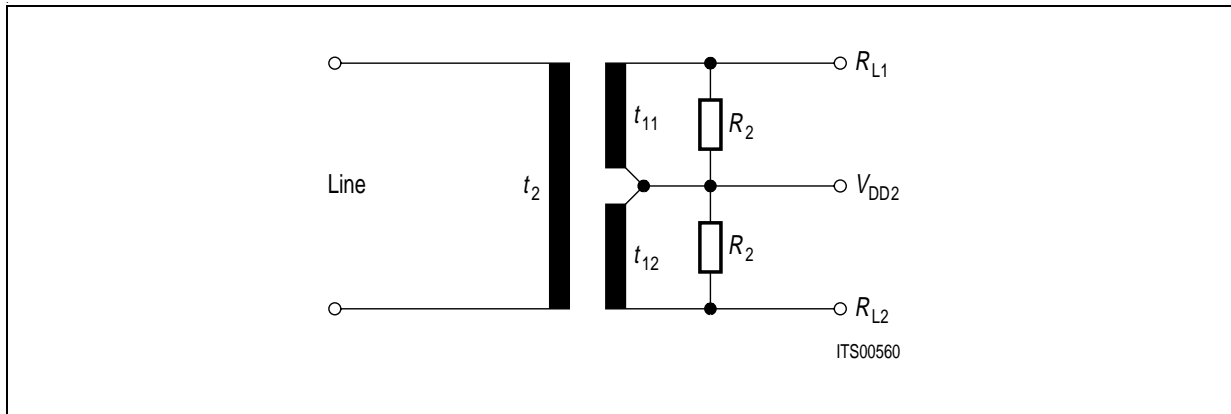 R_L1
t_11
R_2
Line
t_2
V_DD2
t_12
R_2
R_L2
ITS00560